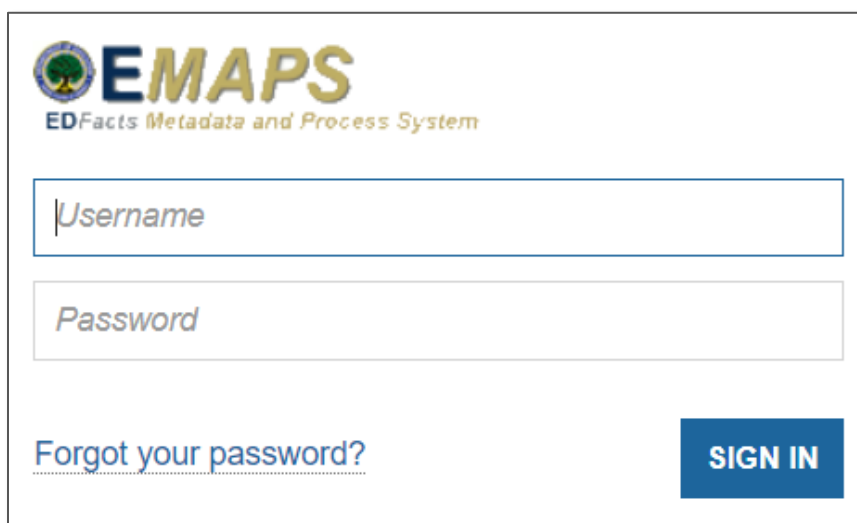 EMAPS
EDFacts Metadata and Process System
Username
Password
Forgot your password?
SIGN IN